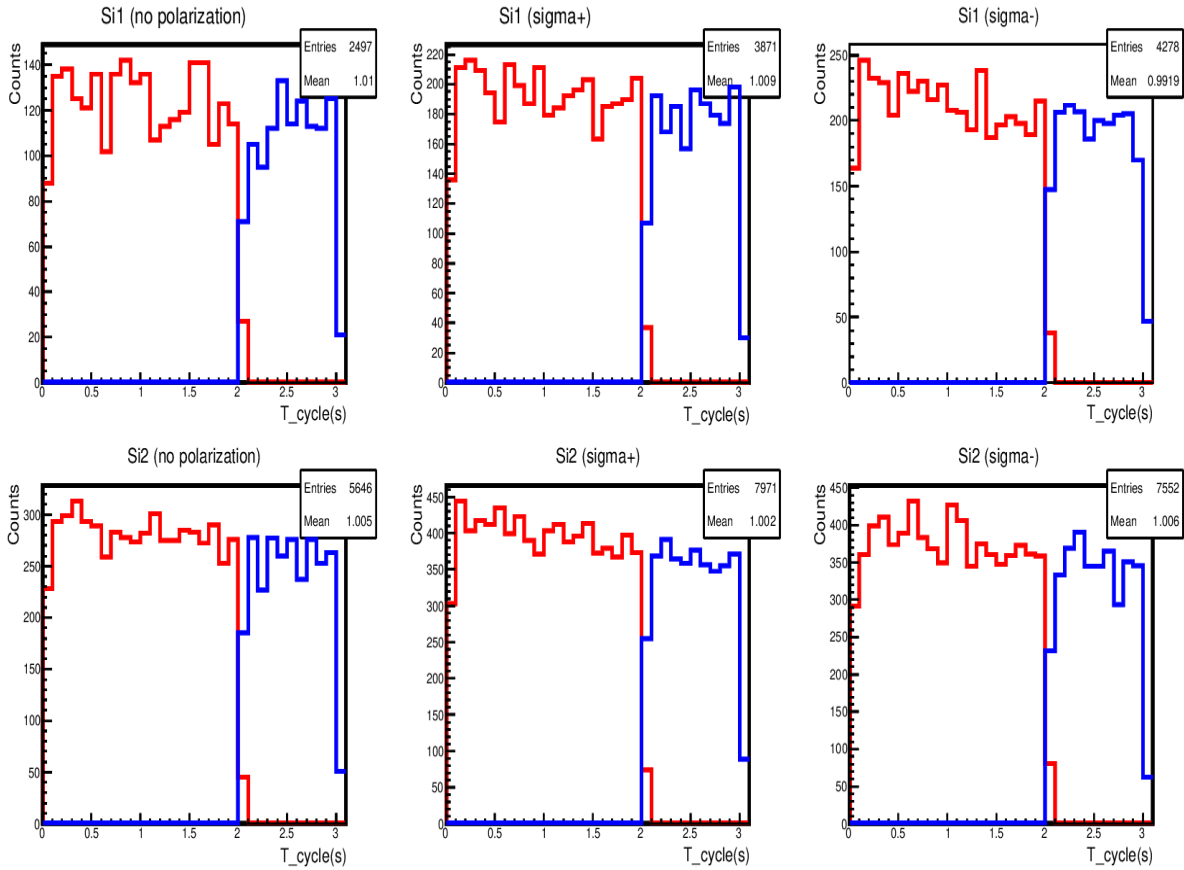 Si1 (no polarization)
Counts
Entries 2497
Mean 1.01
140
120
100
80
60
40
20
0
0 0.5 1 1.5 2 2.5 3
T_cycle(s)
Si1 (sigma+)
Counts
Entries 3871
Mean 1.009
220
200
180
160
140
120
100
80
60
40
20
0
0 0.5 1 1.5 2 2.5 3
T_cycle(s)
Si1 (sigma-)
Counts
Entries 4278
Mean 0.9919
250
200
150
100
50
0
0 0.5 1 1.5 2 2.5 3
T_cycle(s)
Si2 (no polarization)
Counts
Entries 5646
Mean 1.005
300
250
200
150
100
50
0
0 0.5 1 1.5 2 2.5 3
T_cycle(s)
Si2 (sigma+)
Counts
Entries 7971
Mean 1.002
450
400
350
300
250
200
150
100
50
0
0 0.5 1 1.5 2 2.5 3
T_cycle(s)
Si2 (sigma-)
Counts
Entries 7552
Mean 1.006
450
400
350
300
250
200
150
100
50
0
0 0.5 1 1.5 2 2.5 3
T_cycle(s)